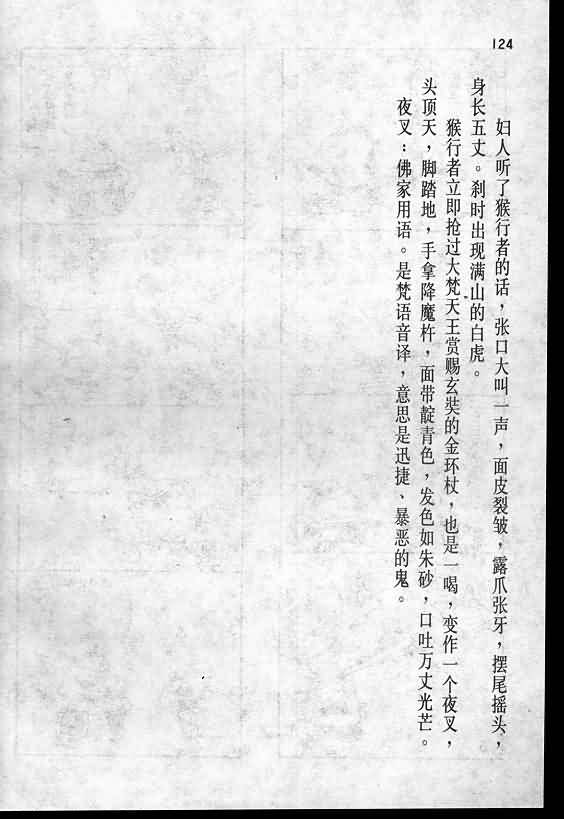 124
妇人听了猴行者的话，张口大叫一声，面皮裂皱，露爪张牙，摆尾摇头，
身长五丈。刹时出现满山的白虎。
猴行者立即抢过大梵天王赏赐玄奘的金环杖，也是一喝，变作一个夜叉，
头顶天，脚踏地，手拿降魔杵，面带靛青色，发色如朱砂，口吐万丈光芒。
夜叉：佛家用语。是梵语音译，意思是迅捷、暴恶的鬼。